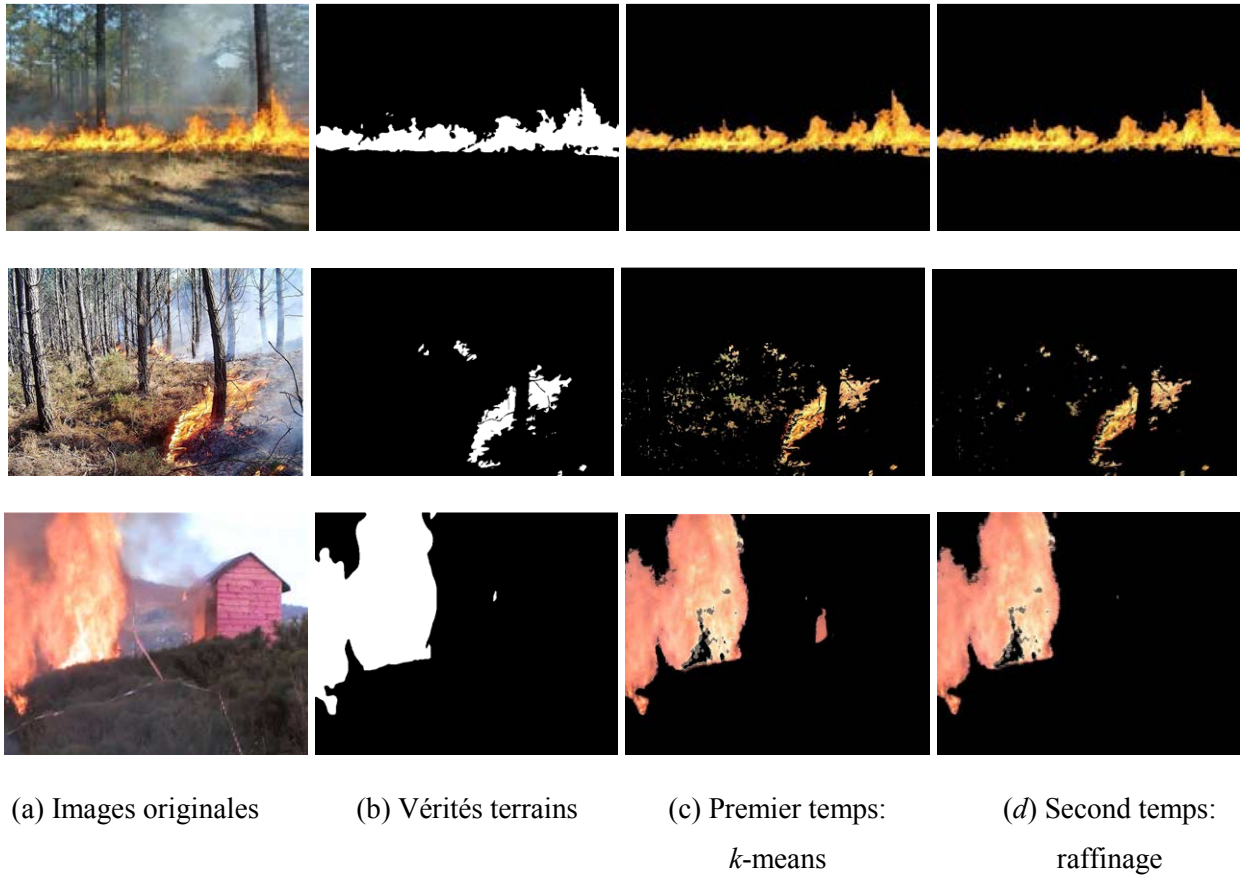 (a) Images originales
(b) Vérités terrains
(c) Premier temps:
k-means
(d) Second temps:
raffinage